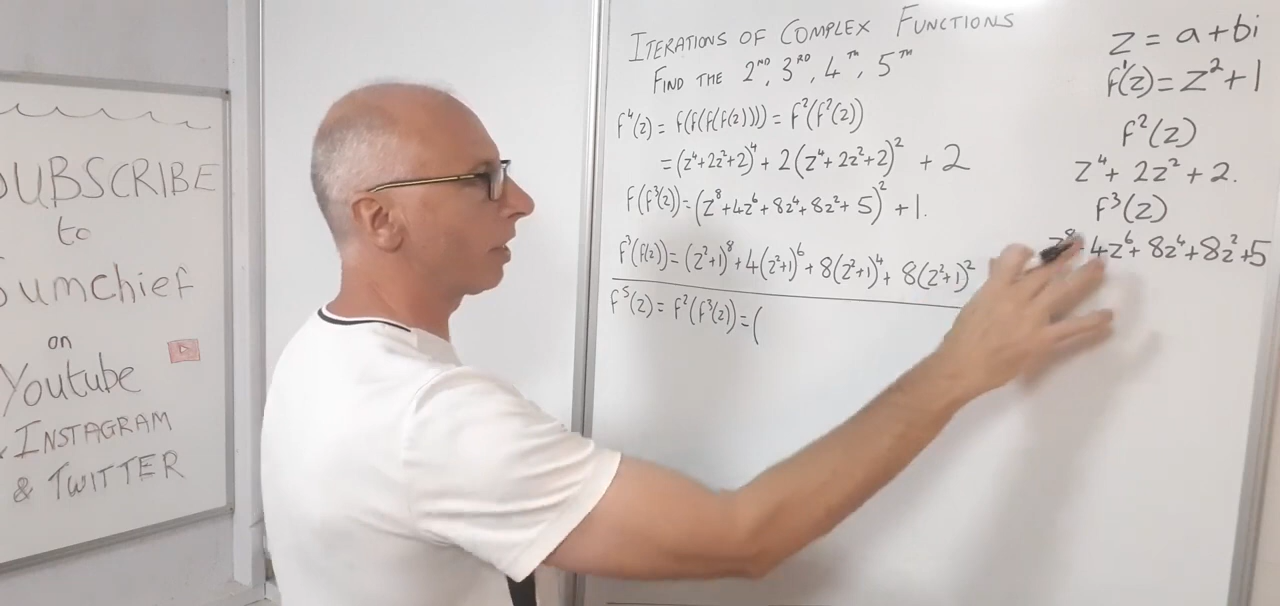 SUBSCRIBE
to
Sumchief
on
Youtube
INSTAGRAM
& TWITTER
ITERATIONS OF COMPLEX FUNCTIONS
FIND THE 2ND, 3RD, 4TH, 5TH
f⁴(z) = f(f(f(f(z)))) = f²(f²(z))
= (z⁴+2z²+2)⁴ + 2(z⁴+2z²+2)² + 2
f(f³(z)) = (z⁸+4z⁶+8z⁴+8z²+5)² + 1.
f³(f(z)) = (z²+1)⁸ + 4(z²+1)⁶ + 8(z²+1)⁴ + 8(z²+1)²
f⁵(z) = f²(f³(z)) = (
z = a+bi
f¹(z) = z²+1
f²(z)
z⁴ + 2z² + 2.
f³(z)
z⁸ 4z⁶ + 8z⁴ + 8z² + 5